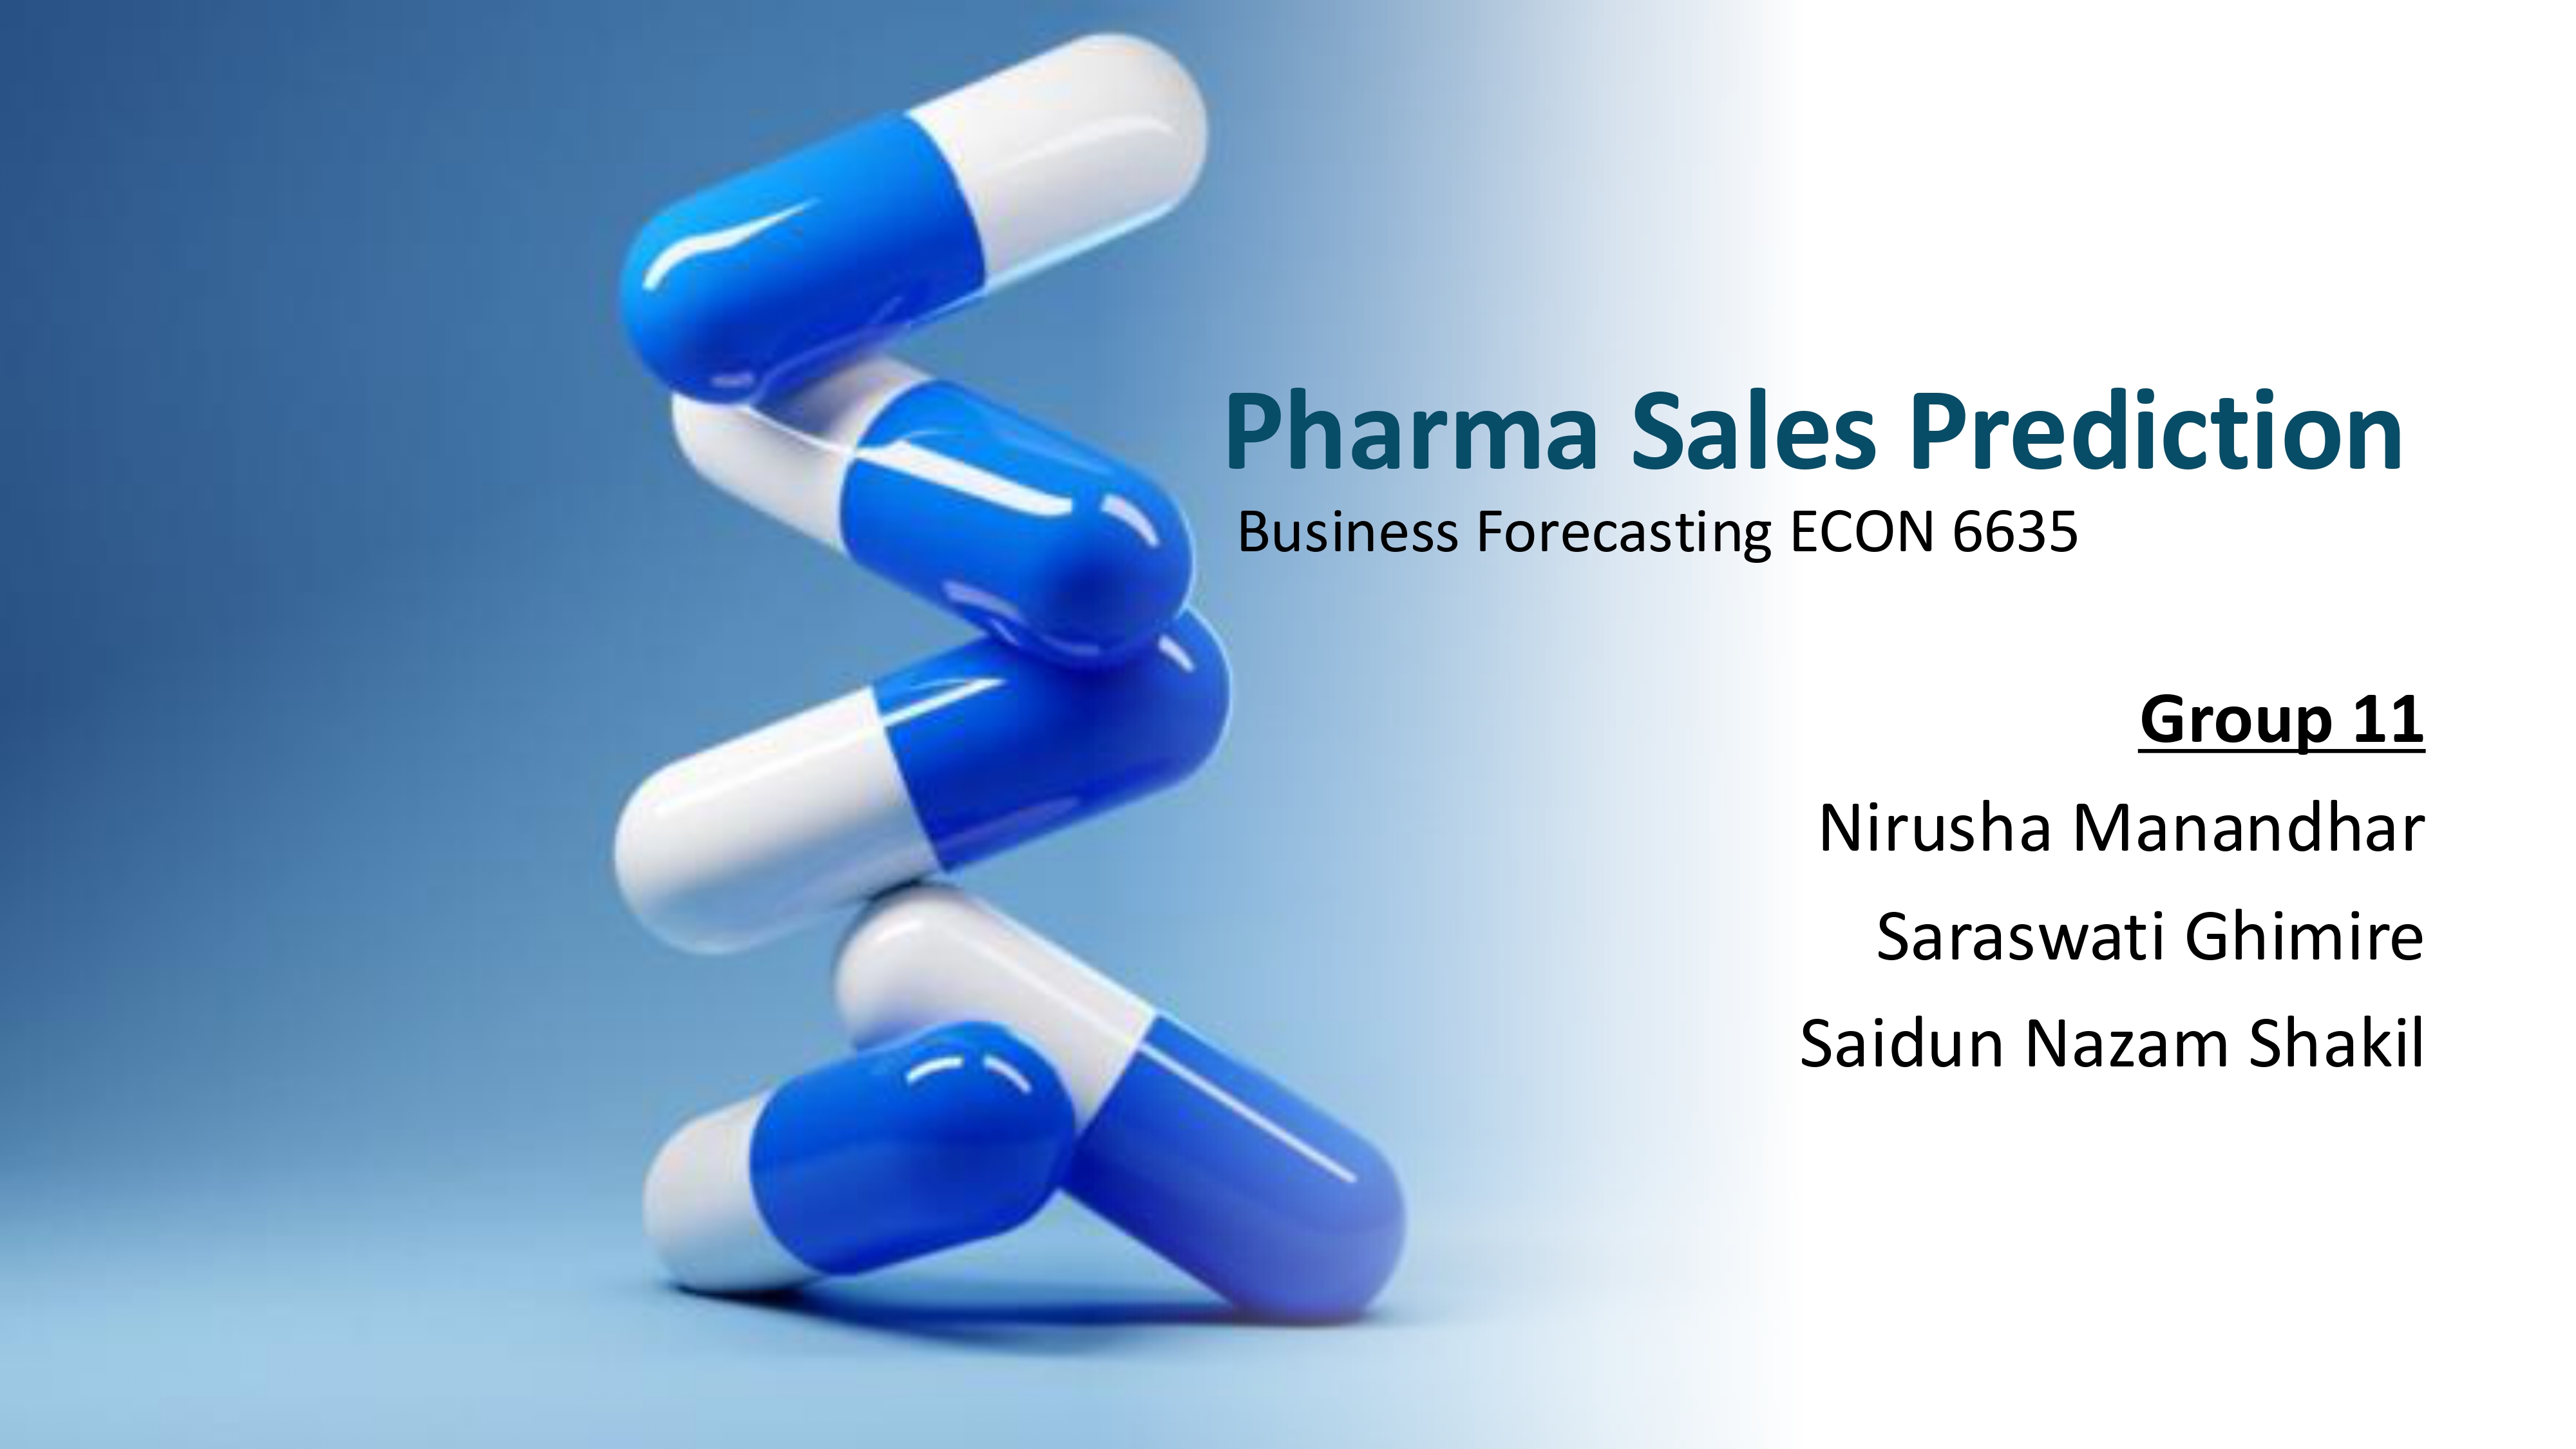 Pharma Sales Prediction
Business Forecasting ECON 6635
Group 11
Nirusha Manandhar
Saraswati Ghimire
Saidun Nazam Shakil